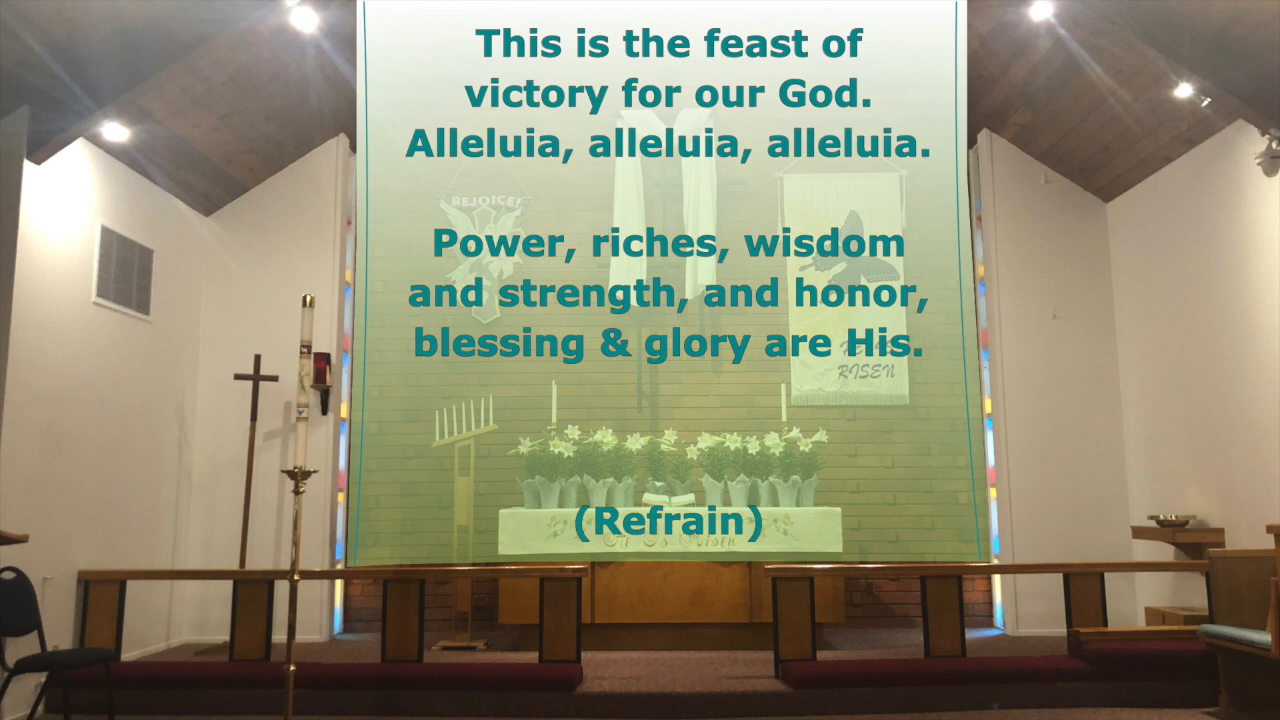 This is the feast of
victory for our God.
Alleluia, alleluia, alleluia.
REJOICE!
Power, riches, wisdom
and strength, and honor,
blessing & glory are His.
RISEN
(Refrain)
Risen